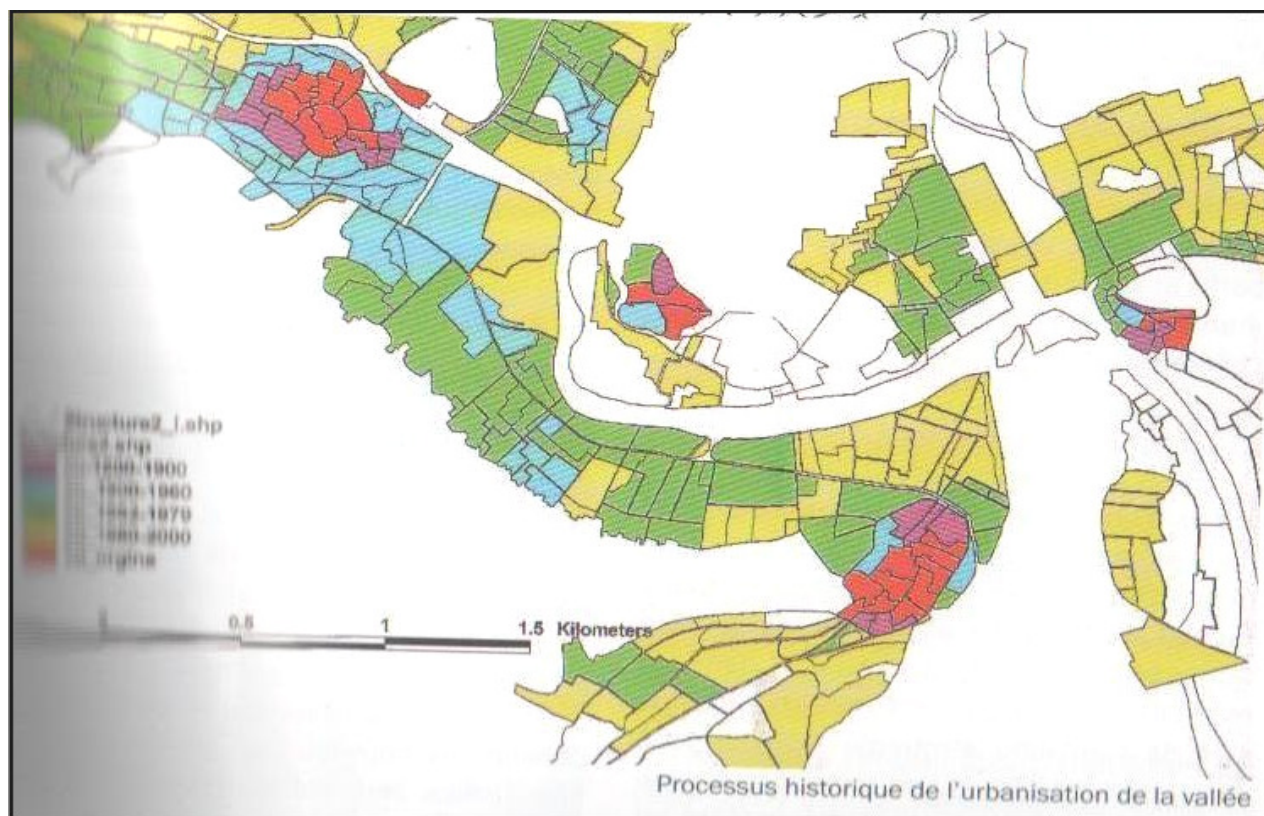 Structure2_l.shp
1800-1900
1900-1960
1980-2000
orgine
0.5
1
1.5 Kilometers
Processus historique de l'urbanisation de la vallée